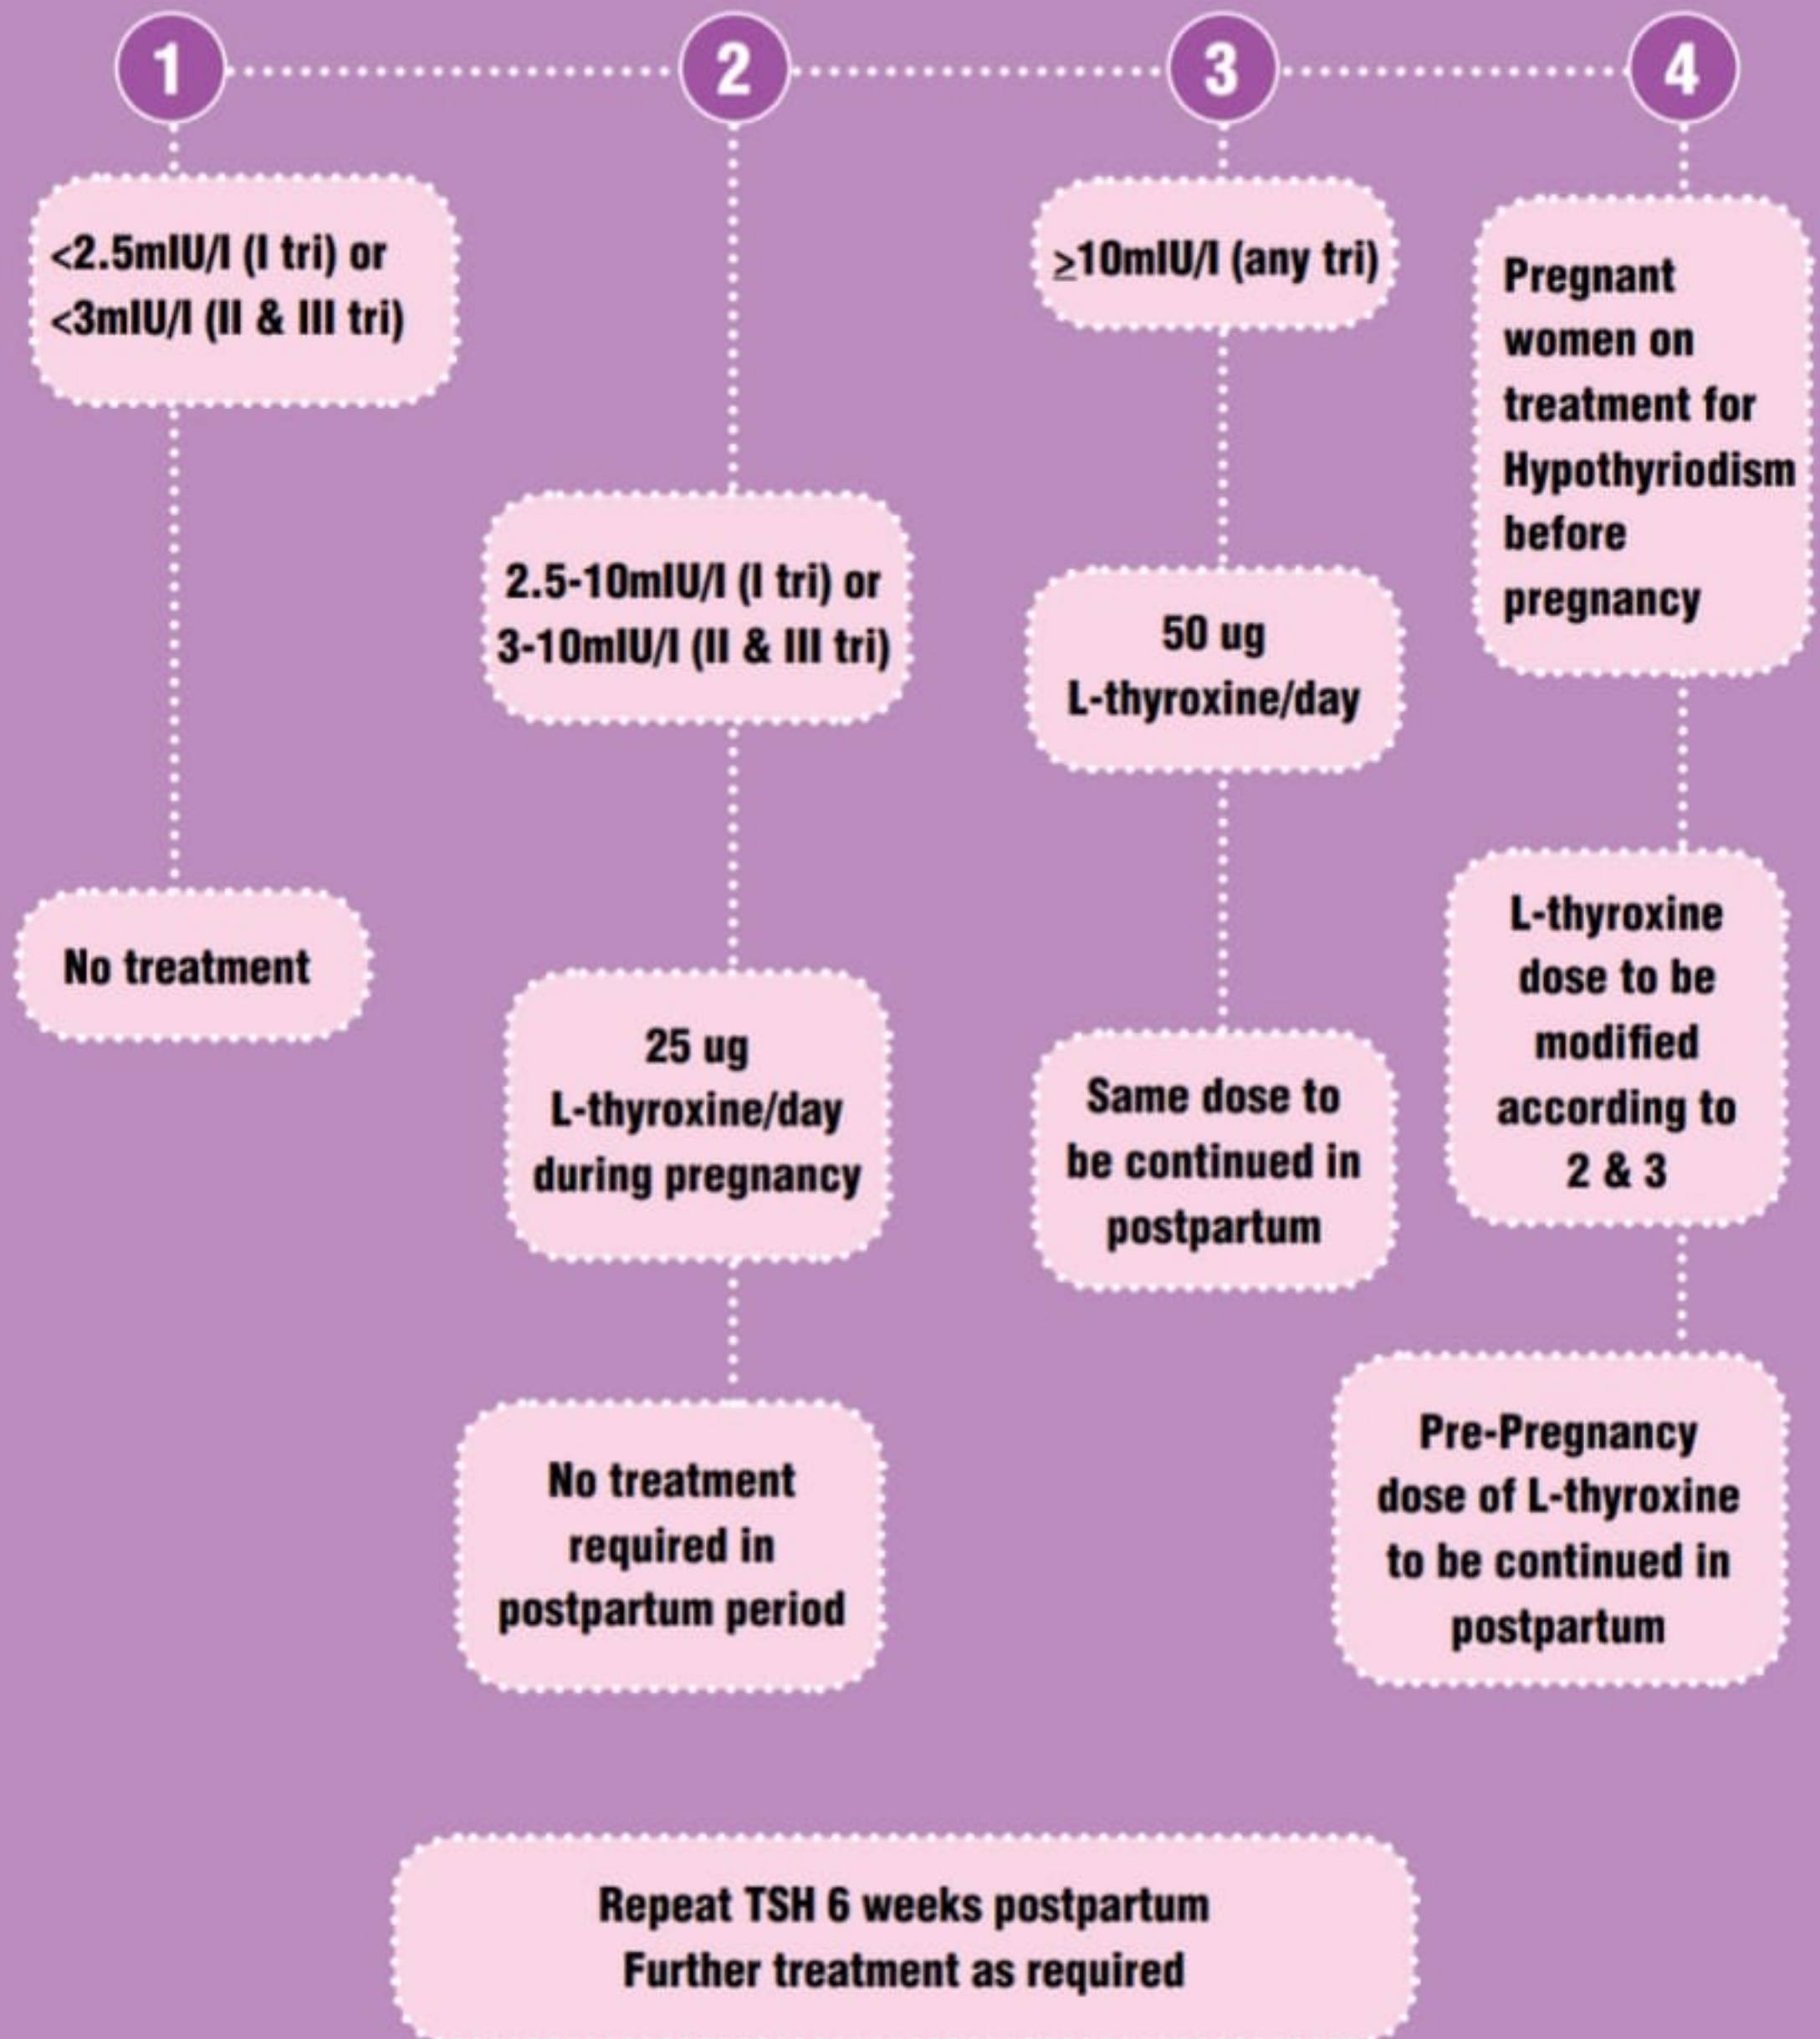 1
2
3
4
<2.5mIU/l (I tri) or
<3mIU/l (II & III tri)
No treatment
2.5-10mIU/l (I tri) or
3-10mIU/l (II & III tri)
25 ug
L-thyroxine/day
during pregnancy
No treatment
required in
postpartum period
≥10mIU/l (any tri)
50 ug
L-thyroxine/day
Same dose to
be continued in
postpartum
Pregnant
women on
treatment for
Hypothyriodism
before
pregnancy
L-thyroxine
dose to be
modified
according to
2 & 3
Pre-Pregnancy
dose of L-thyroxine
to be continued in
postpartum
Repeat TSH 6 weeks postpartum
Further treatment as required